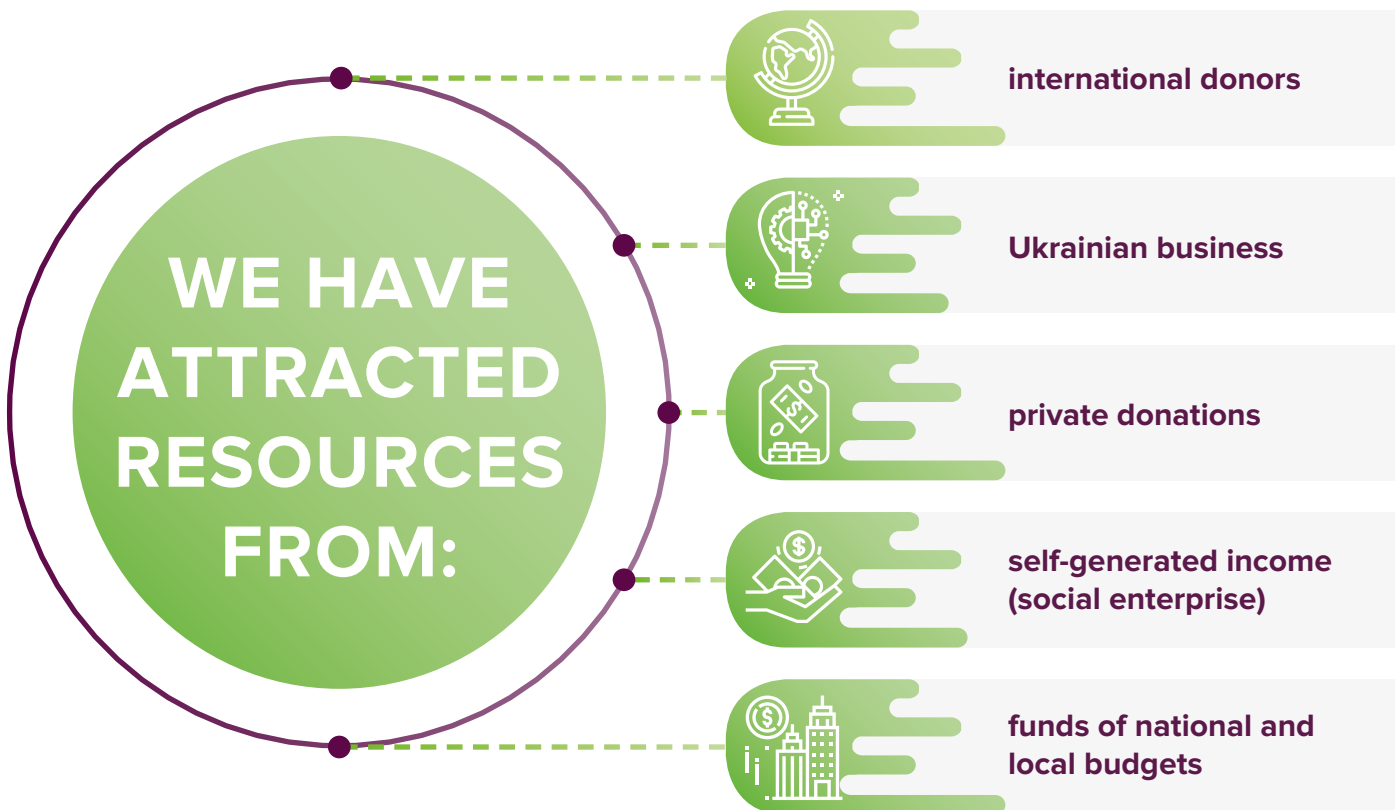 WE HAVE
ATTRACTED
RESOURCES
FROM:
international donors
Ukrainian business
private donations
self-generated income
(social enterprise)
funds of national and
local budgets